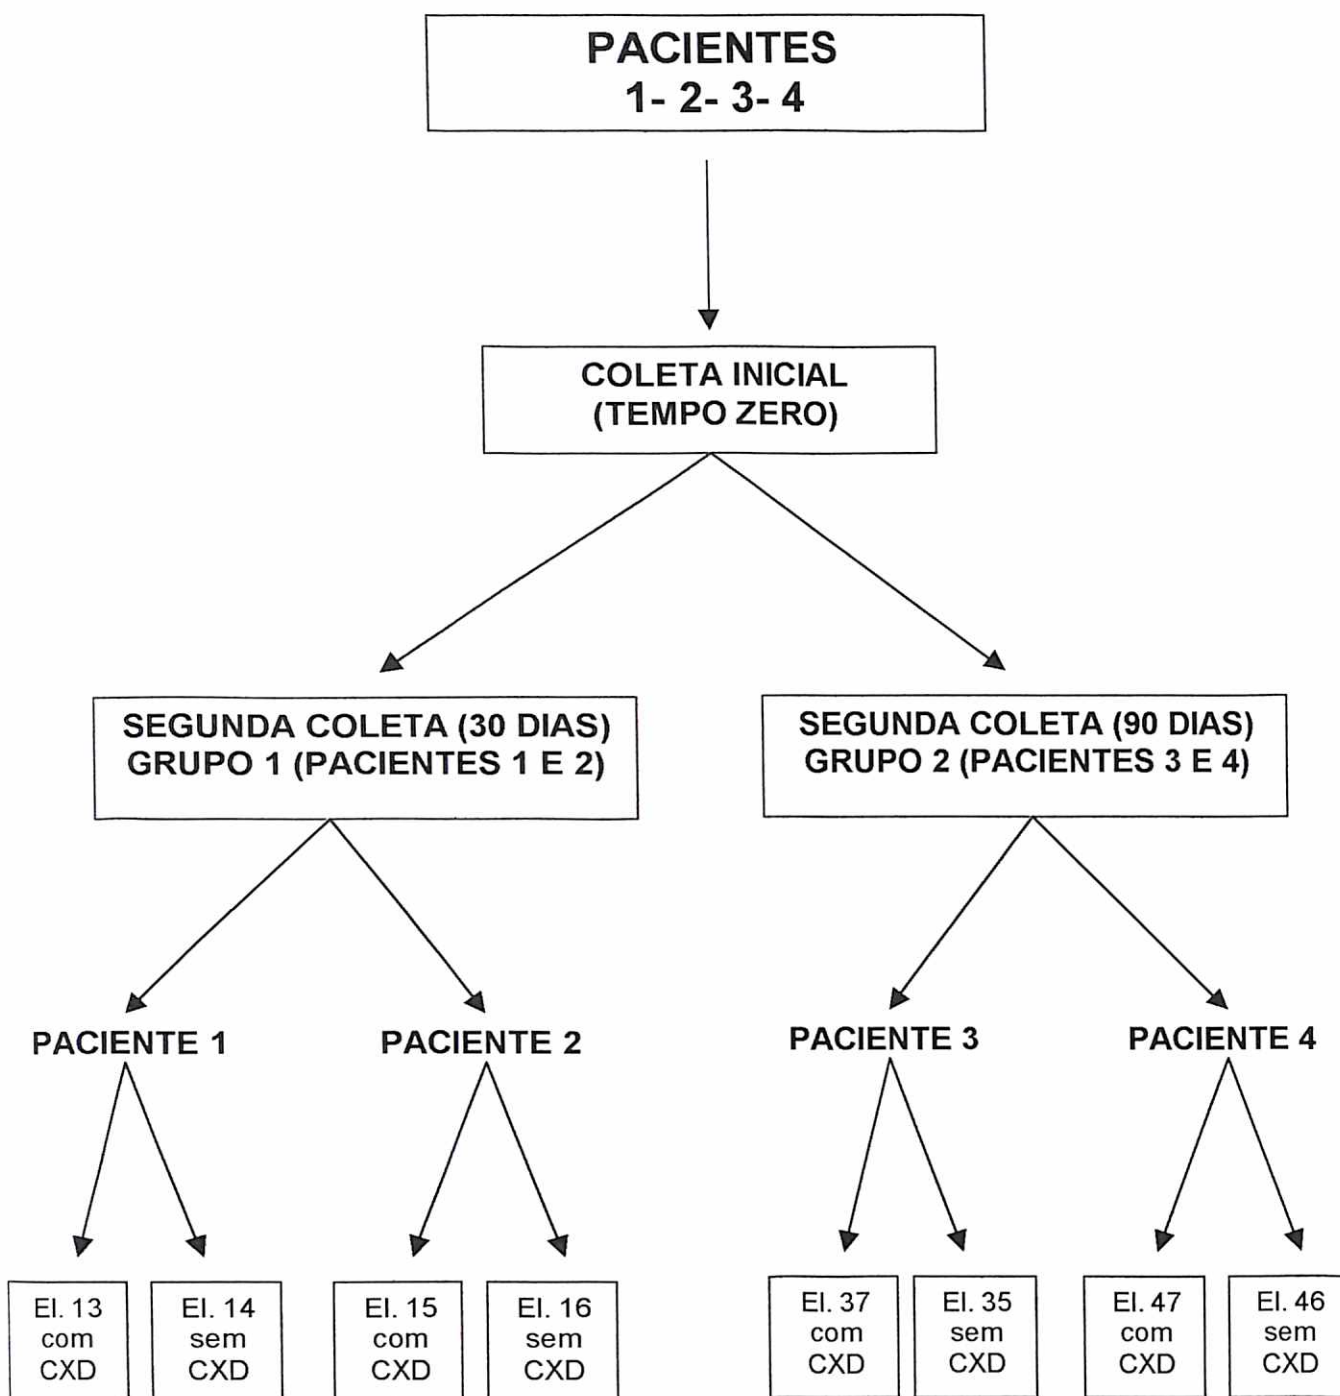 PACIENTES
1- 2- 3- 4
COLETA INICIAL
(TEMPO ZERO)
SEGUNDA COLETA (30 DIAS)
GRUPO 1 (PACIENTES 1 E 2)
SEGUNDA COLETA (90 DIAS)
GRUPO 2 (PACIENTES 3 E 4)
PACIENTE 1
PACIENTE 2
PACIENTE 3
PACIENTE 4
El. 13
com
CXD
El. 14
sem
CXD
El. 15
com
CXD
El. 16
sem
CXD
El. 37
com
CXD
El. 35
sem
CXD
El. 47
com
CXD
El. 46
sem
CXD